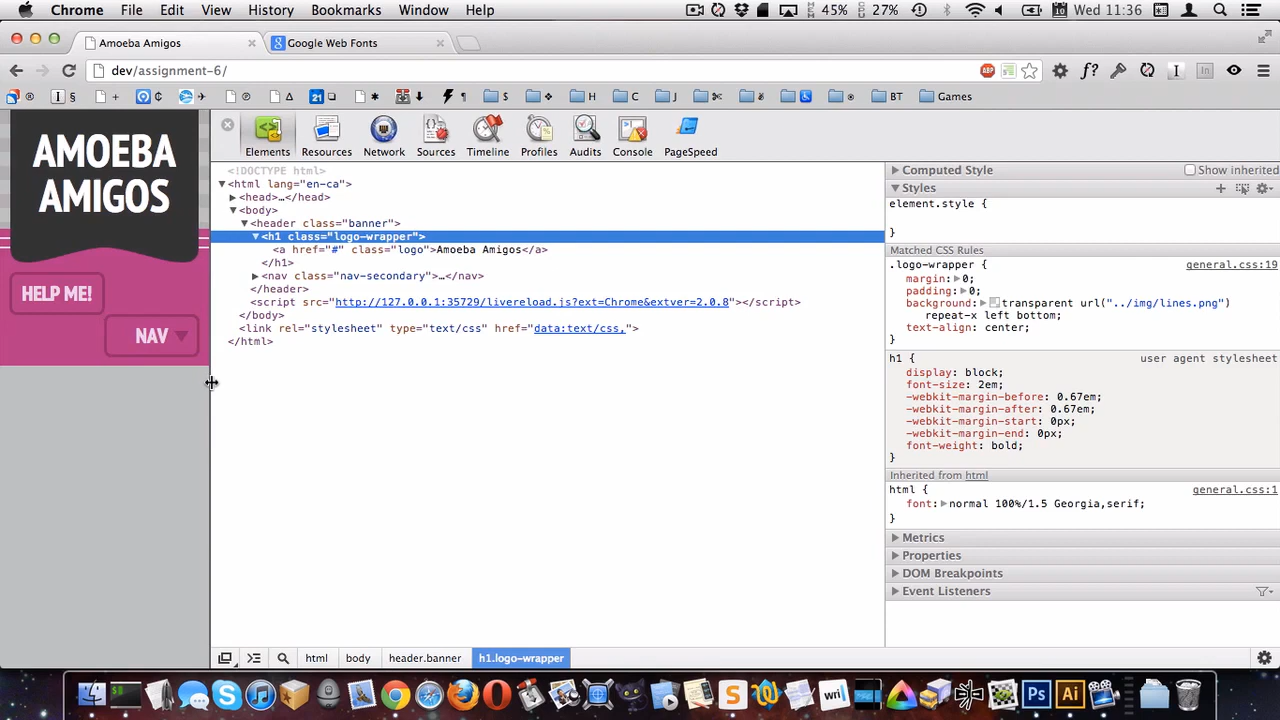 Chrome File Edit View History Bookmarks Window Help 45% 27% Wed 11:36
Amoeba Amigos Google Web Fonts
dev/assignment-6/ ABP f? I In
§ + 21 $ H C J BT Games
AMOEBA
AMIGOS
HELP ME!
NAV
Elements Resources Network Sources Timeline Profiles Audits Console PageSpeed
<!DOCTYPE html>
<html lang="en-ca">
<head>…</head>
<body>
<header class="banner">
<h1 class="logo-wrapper">
<a href="#" class="logo">Amoeba Amigos</a>
</h1>
<nav class="nav-secondary">…</nav>
</header>
<script src="http://127.0.0.1:35729/livereload.js?ext=Chrome&extver=2.0.8"></script>
</body>
<link rel="stylesheet" type="text/css" href="data:text/css,">
</html>
Computed Style Show inherited
Styles
element.style {
}
Matched CSS Rules
.logo-wrapper { general.css:19
margin: 0;
padding: 0;
background: transparent url("../img/lines.png")
repeat-x left bottom;
text-align: center;
}
h1 { user agent stylesheet
display: block;
font-size: 2em;
-webkit-margin-before: 0.67em;
-webkit-margin-after: 0.67em;
-webkit-margin-start: 0px;
-webkit-margin-end: 0px;
font-weight: bold;
}
Inherited from html
html { general.css:1
font: normal 100%/1.5 Georgia,serif;
}
Metrics
Properties
DOM Breakpoints
Event Listeners
html body header.banner h1.logo-wrapper
wri Ps Ai